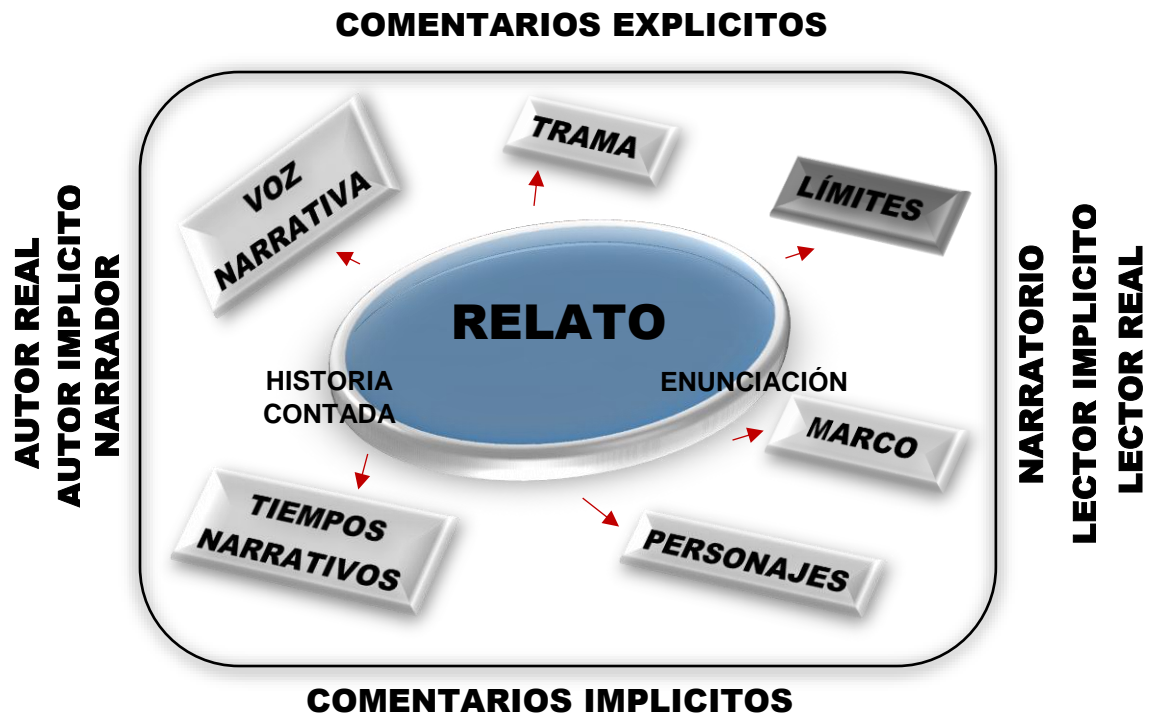 COMENTARIOS EXPLICITOS
TRAMA
VOZ
NARRATIVA
LÍMITES
AUTOR REAL
AUTOR IMPLICITO
NARRADOR
RELATO
HISTORIA
CONTADA
ENUNCIACIÓN
NARRATORIO
LECTOR IMPLICITO
LECTOR REAL
MARCO
TIEMPOS
NARRATIVOS
PERSONAJES
COMENTARIOS IMPLICITOS